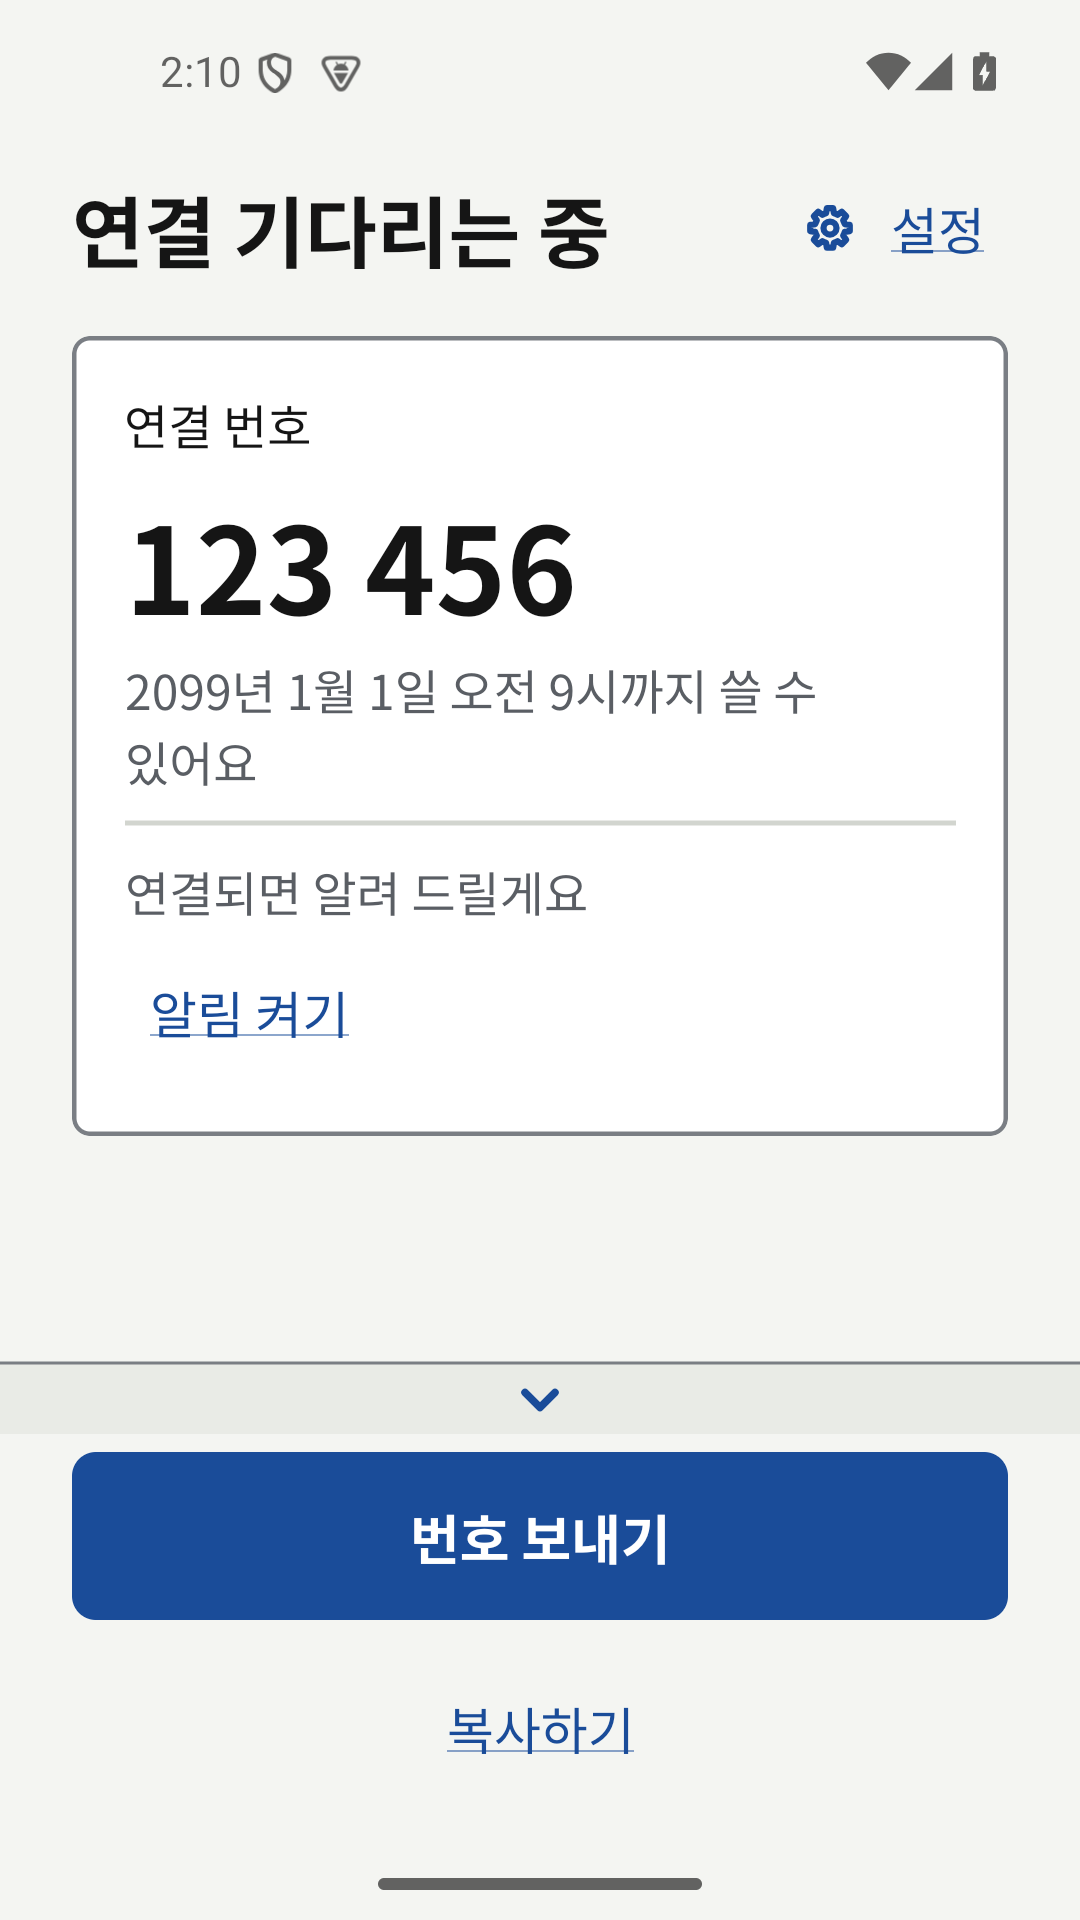 2:10
연결 기다리는 중
설정
연결 번호
123 456
2099년 1월 1일 오전 9시까지 쓸 수
있어요
연결되면 알려 드릴게요
알림 켜기
번호 보내기
복사하기